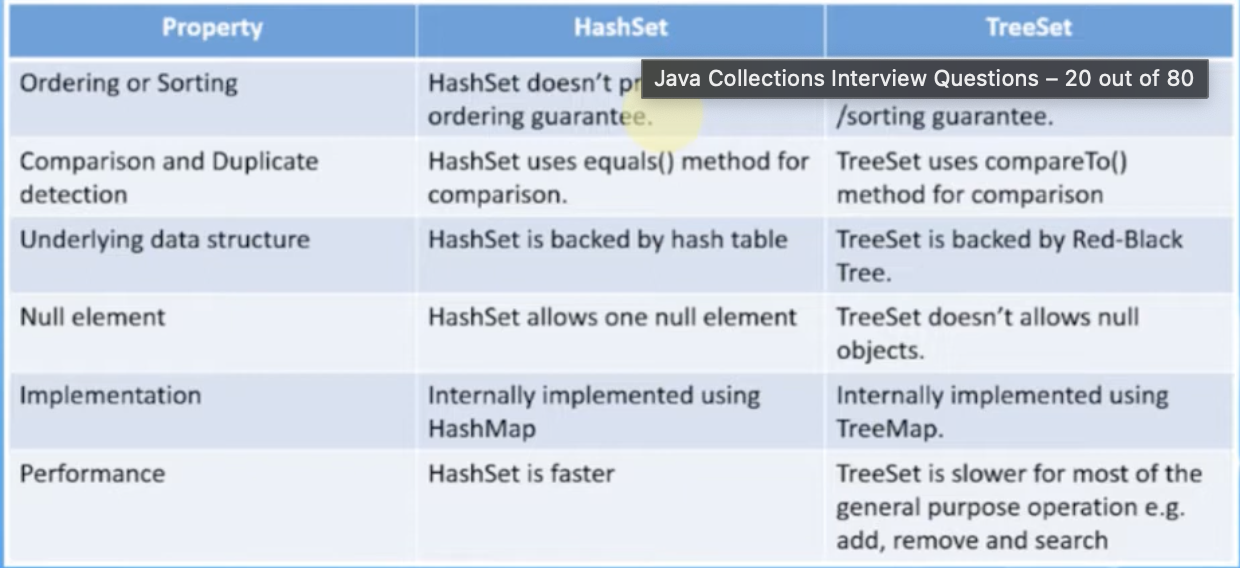 Property
HashSet
TreeSet
Java Collections Interview Questions – 20 out of 80
Ordering or Sorting
HashSet doesn't
ordering guarantee.
/sorting guarantee.
Comparison and Duplicate
detection
HashSet uses equals() method for
comparison.
TreeSet uses compareTo()
method for comparison
Underlying data structure
HashSet is backed by hash table
TreeSet is backed by Red-Black
Tree.
Null element
HashSet allows one null element
TreeSet doesn't allows null
objects.
Implementation
Internally implemented using
HashMap
Internally implemented using
TreeMap.
Performance
HashSet is faster
TreeSet is slower for most of the
general purpose operation e.g.
add, remove and search